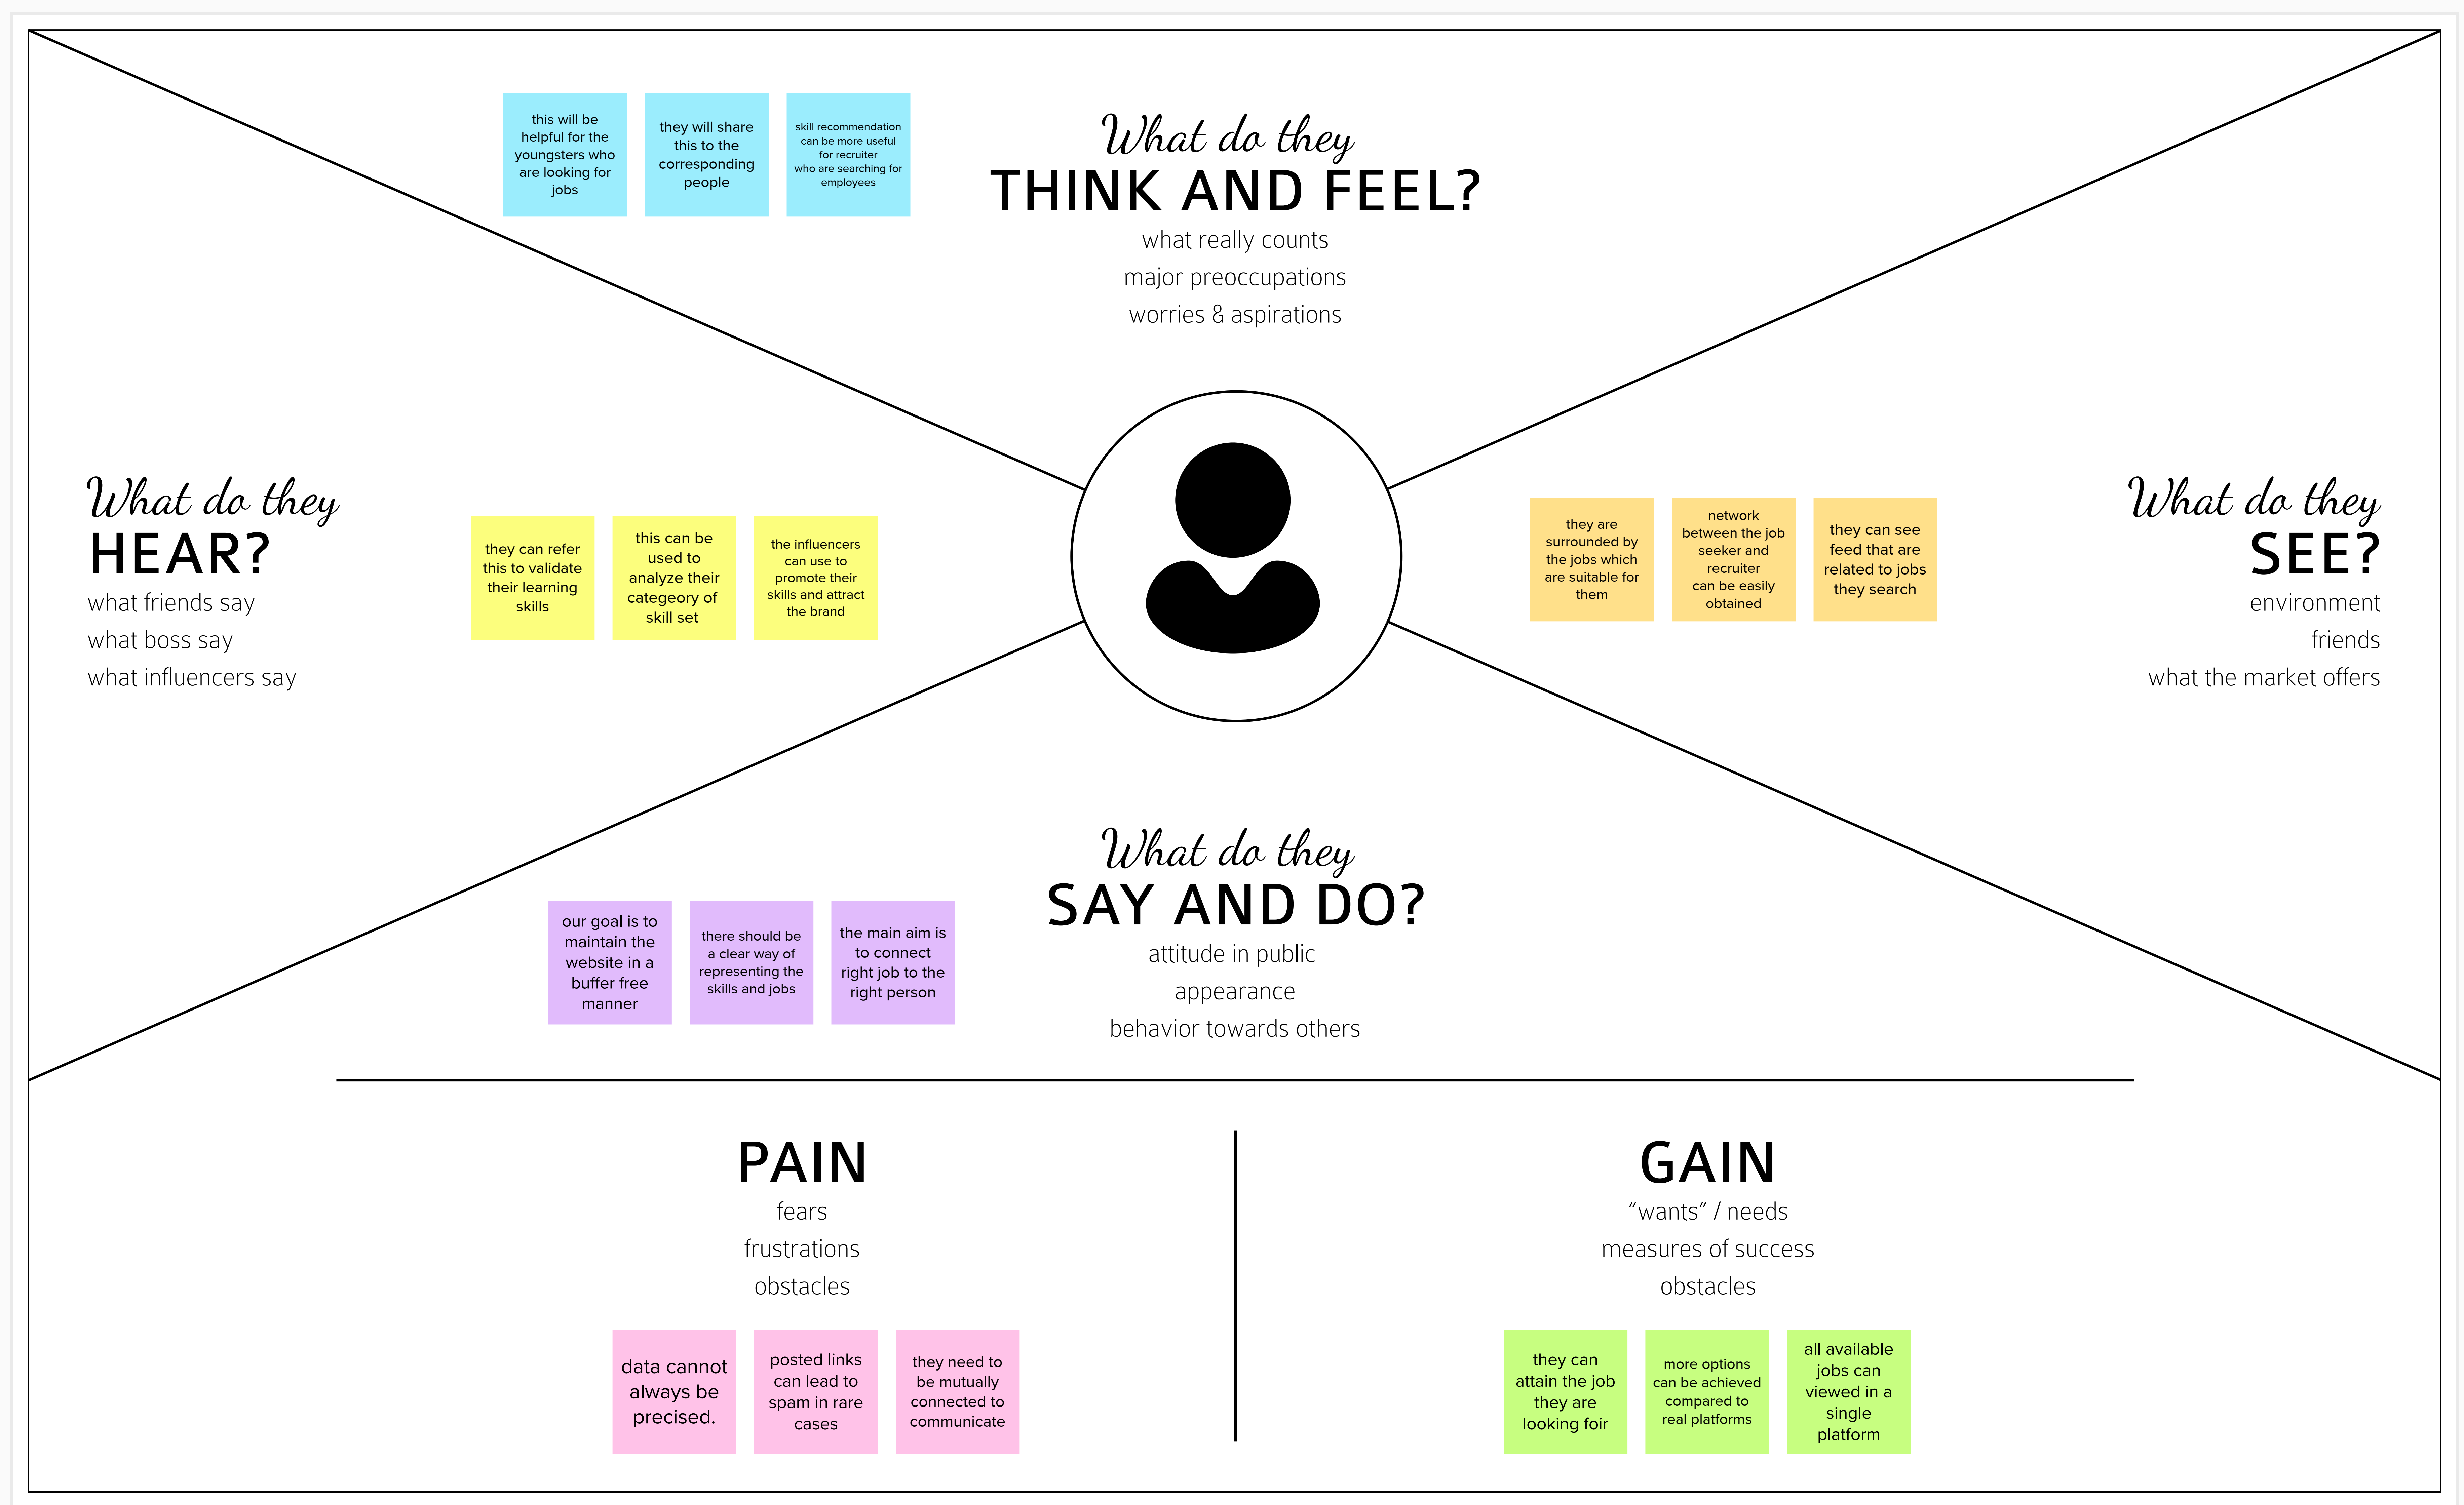 this will be
helpful for the
youngsters who
are looking for
jobs
they will share
this to the
corresponding
people
skill recommendation
can be more useful
for recruiter
who are searching for
employees
What do they
THINK AND FEEL?
what really counts
major preoccupations
worries & aspirations
What do they
HEAR?
what friends say
what boss say
what influencers say
they can refer
this to validate
their learning
skills
this can be
used to
analyze their
categeory of
skill set
the influencers
can use to
promote their
skills and attract
the brand
they are
surrounded by
the jobs which
are suitable for
them
network
between the job
seeker and
recruiter
can be easily
obtained
they can see
feed that are
related to jobs
they search
What do they
SEE?
environment
friends
what the market offers
What do they
SAY AND DO?
attitude in public
appearance
behavior towards others
our goal is to
maintain the
website in a
buffer free
manner
there should be
a clear way of
representing the
skills and jobs
the main aim is
to connect
right job to the
right person
PAIN
fears
frustrations
obstacles
data cannot
always be
precised.
posted links
can lead to
spam in rare
cases
they need to
be mutually
connected to
communicate
GAIN
“wants” / needs
measures of success
obstacles
they can
attain the job
they are
looking foir
more options
can be achieved
compared to
real platforms
all available
jobs can
viewed in a
single
platform